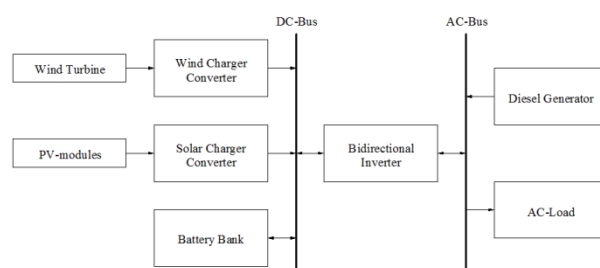 DC-Bus
AC-Bus
Wind Turbine
Wind Charger
Converter
Diesel Generator
PV-modules
Solar Charger
Converter
Bidirectional
Inverter
AC-Load
Battery Bank